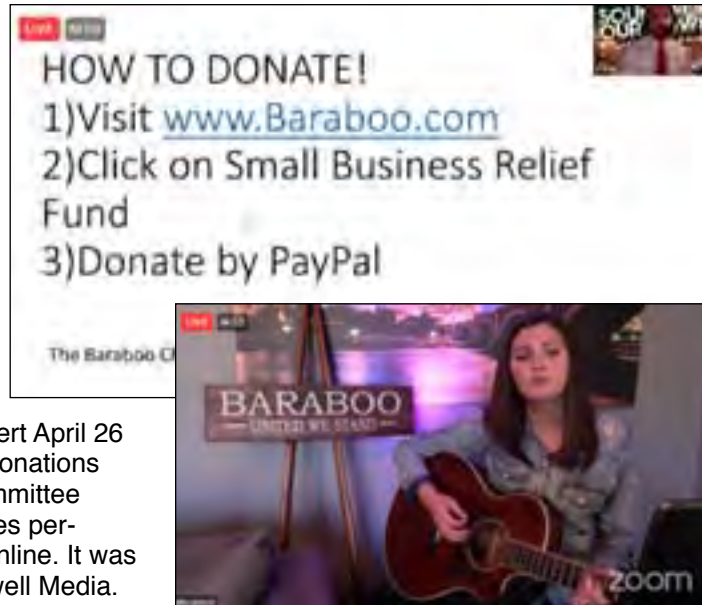 LIVE
HOW TO DONATE!
1)Visit www.Baraboo.com
2)Click on Small Business Relief
Fund
3)Donate by PayPal
The Baraboo
LIVE
BARABOO
UNITED WE STAND
zoom
ert April 26
onations
mmittee
es per-
nline. It was
well Media.